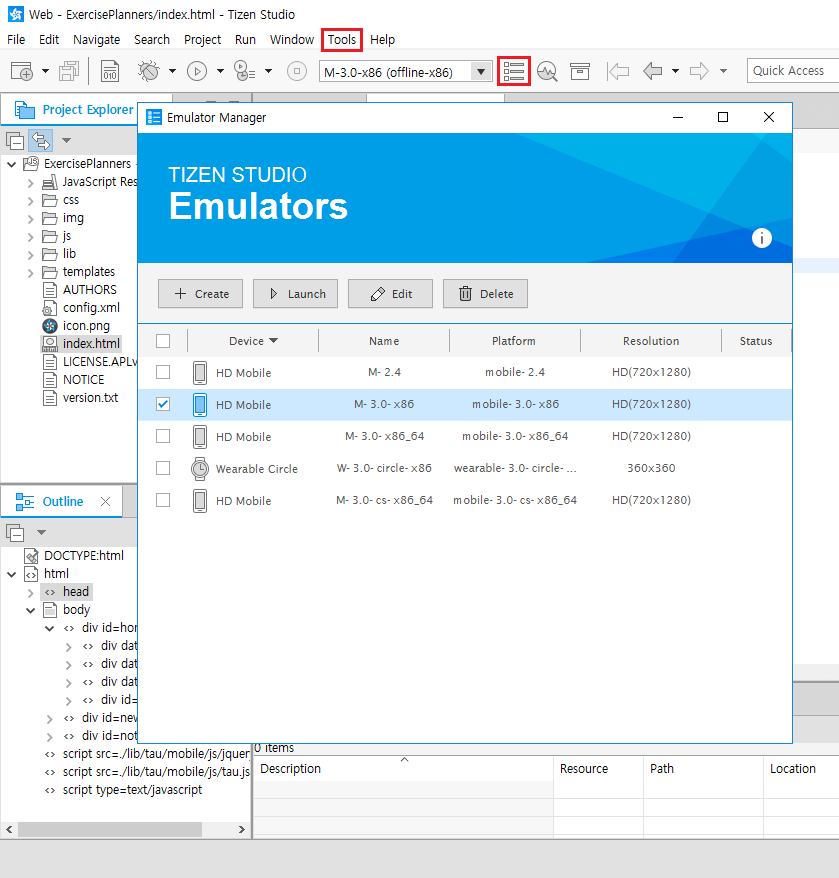 Web - ExercisePlanners/index.html - Tizen Studio
File Edit Navigate Search Project Run Window Tools Help
010
M-3.0-x86 (offline-x86)
Quick Access
Project Explorer
Emulator Manager
TIZEN STUDIO
Emulators
i
Create Launch Edit Delete
Device Name Platform Resolution Status
HD Mobile M- 2.4 mobile- 2.4 HD(720x1280)
HD Mobile M- 3.0- x86 mobile- 3.0- x86 HD(720x1280)
HD Mobile M- 3.0- x86_64 mobile- 3.0- x86_64 HD(720x1280)
Wearable Circle W- 3.0- circle- x86 wearable- 3.0- circle- ... 360x360
HD Mobile M- 3.0- cs- x86_64 mobile- 3.0- cs- x86_64 HD(720x1280)
ExercisePlanners -
JavaScript Res
css
img
js
lib
templates
AUTHORS
config.xml
icon.png
index.html
LICENSE.APLv
NOTICE
version.txt
Outline
DOCTYPE:html
html
head
body
div id=hor
div dat
div dat
div dat
div id=
div id=nev
div id=not
script src=./lib/tau/mobile/js/jquer
script src=./lib/tau/mobile/js/tau.js
script type=text/javascript
0 items
Description Resource Path Location